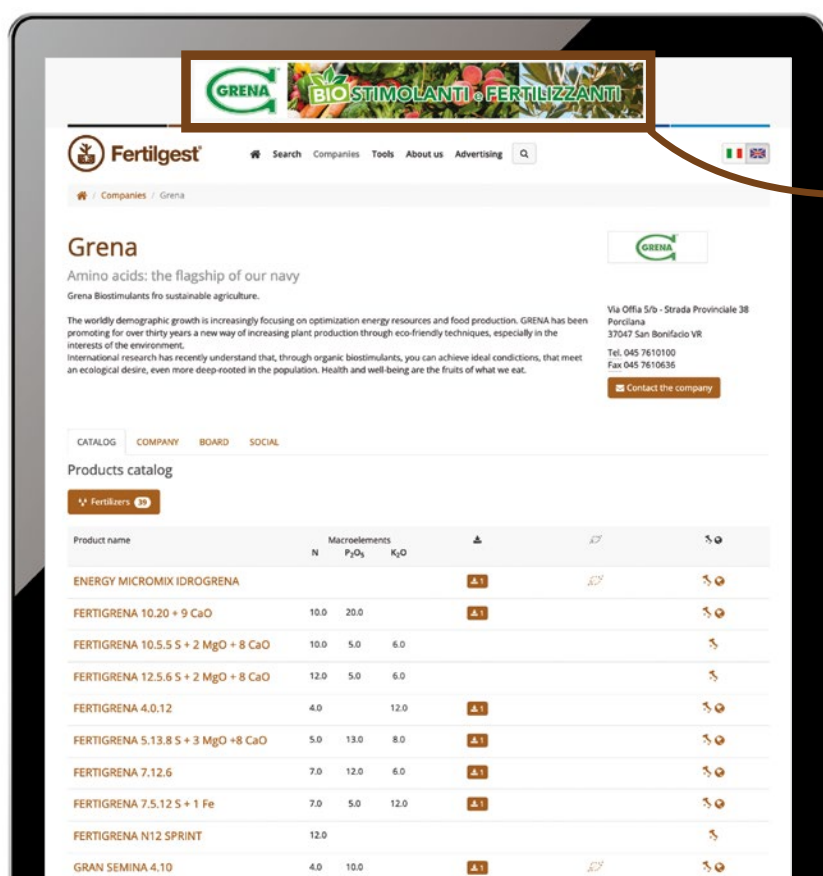 GRENA BIOSTIMOLANTI e FERTILIZZANTI
Fertilgest® Search Companies Tools About us Advertising
/ Companies / Grena
Grena
GRENA
Amino acids: the flagship of our navy
Grena Biostimulants fro sustainable agriculture.
The worldly demographic growth is increasingly focusing on optimization energy resources and food production. GRENA has been
promoting for over thirty years a new way of increasing plant production through eco-friendly techniques, especially in the
interests of the environment.
International research has recently understand that, through organic biostimulants, you can achieve ideal condictions, that meet
an ecological desire, even more deep-rooted in the population. Health and well-being are the fruits of what we eat.
Via Offia 5/b - Strada Provinciale 38
Porcilana
37047 San Bonifacio VR
Tel. 045 7610100
Fax 045 7610636
Contact the company
CATALOG COMPANY BOARD SOCIAL
Products catalog
Fertilizers 39
Product name Macroelements
N P₂O₅ K₂O
ENERGY MICROMIX IDROGRENA 1
FERTIGRENA 10.20 + 9 CaO 10.0 20.0 1
FERTIGRENA 10.5.5 S + 2 MgO + 8 CaO 10.0 5.0 6.0
FERTIGRENA 12.5.6 S + 2 MgO + 8 CaO 12.0 5.0 6.0
FERTIGRENA 4.0.12 4.0 12.0 1
FERTIGRENA 5.13.8 S + 3 MgO +8 CaO 5.0 13.0 8.0 1
FERTIGRENA 7.12.6 7.0 12.0 6.0 1
FERTIGRENA 7.5.12 S + 1 Fe 7.0 5.0 12.0 1
FERTIGRENA N12 SPRINT 12.0
GRAN SEMINA 4.10 4.0 10.0 1